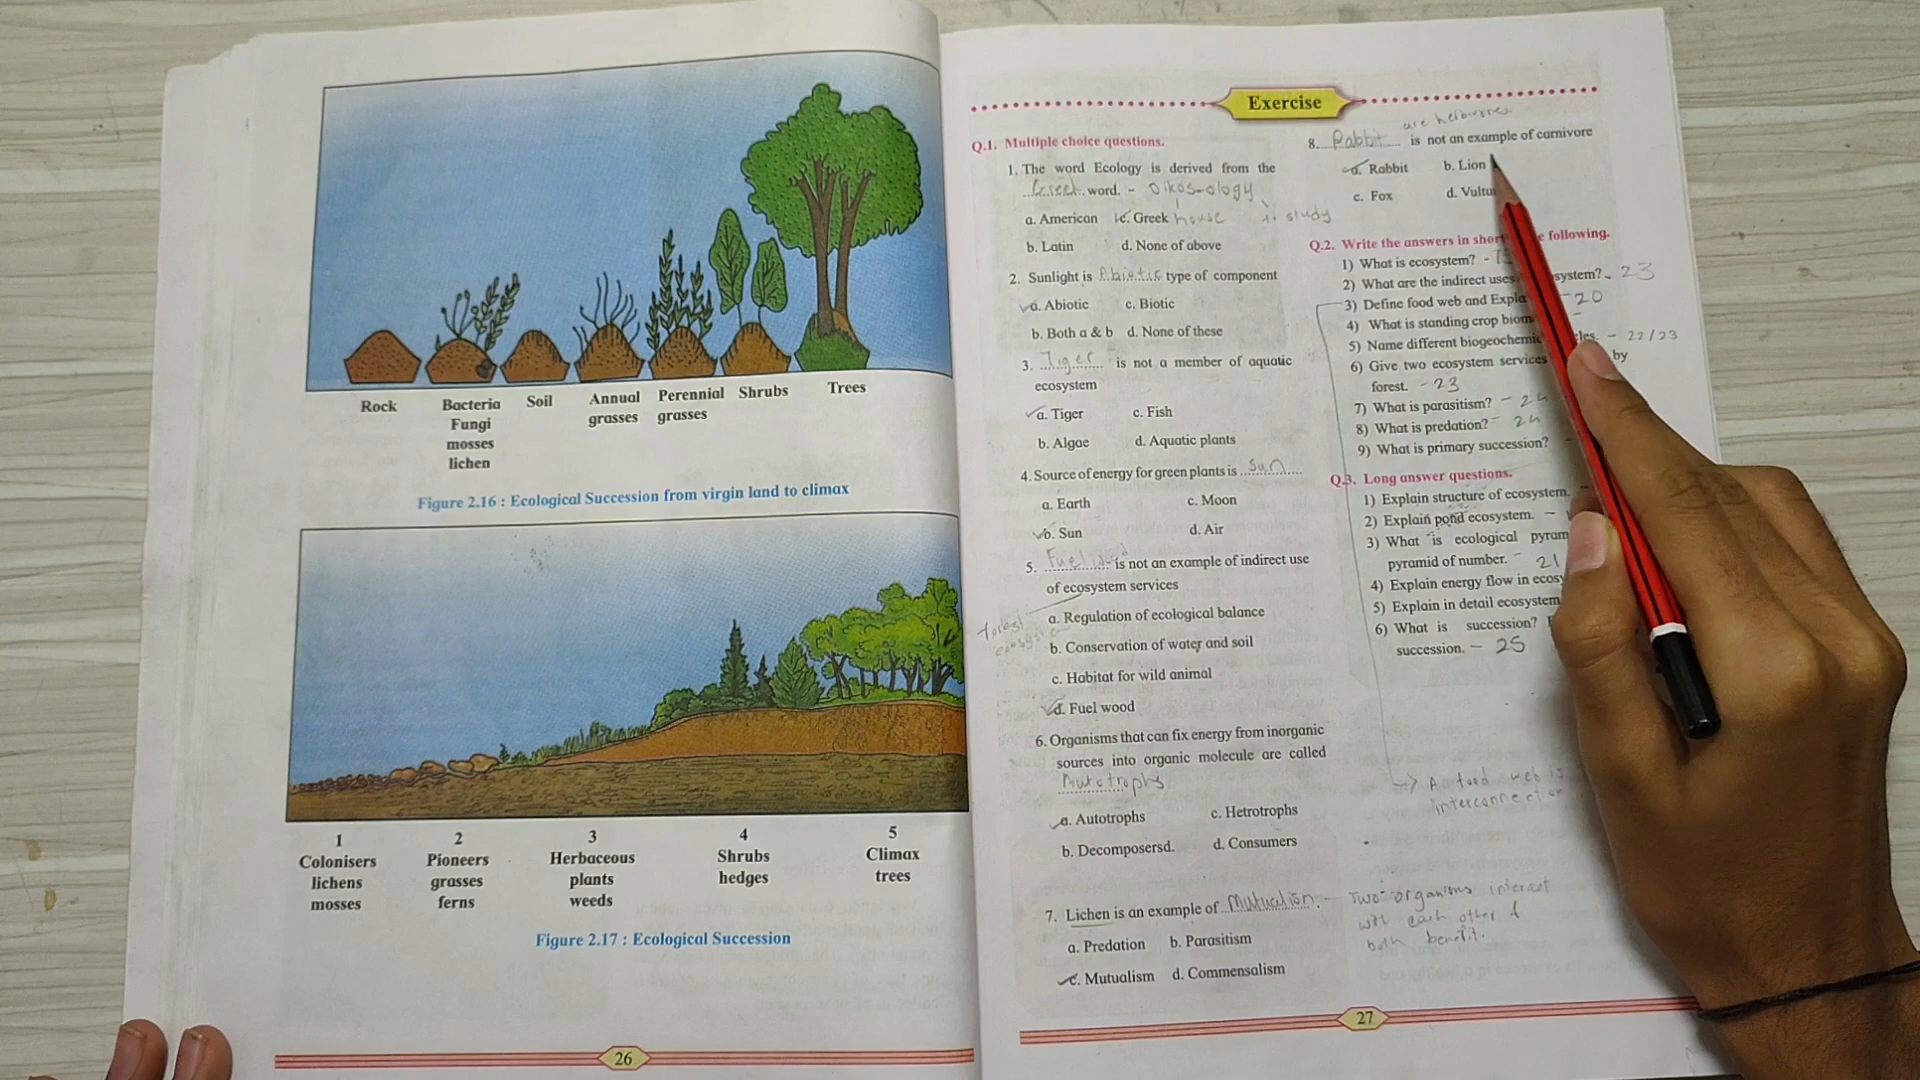 Rock
Bacteria
Fungi
mosses
lichen
Soil
Annual
grasses
Perennial
grasses
Shrubs
Trees
Figure 2.16 : Ecological Succession from virgin land to climax
1
Colonisers
lichens
mosses
2
Pioneers
grasses
ferns
3
Herbaceous
plants
weeds
4
Shrubs
hedges
5
Climax
trees
Figure 2.17 : Ecological Succession
26
Exercise
Q.1. Multiple choice questions.
1. The word Ecology is derived from the
Greek word. - Oikos-ology
a. American c. Greek house to study
b. Latin d. None of above
2. Sunlight is Abiotic type of component
a. Abiotic c. Biotic
b. Both a & b d. None of these
3. Tiger is not a member of aquatic
ecosystem
a. Tiger c. Fish
b. Algae d. Aquatic plants
4. Source of energy for green plants is Sun
a. Earth c. Moon
b. Sun d. Air
5. Fuel wood is not an example of indirect use
of ecosystem services
a. Regulation of ecological balance
forest
b. Conservation of water and soil
c. Habitat for wild animal
d. Fuel wood
6. Organisms that can fix energy from inorganic
sources into organic molecule are called
Autotrophs
a. Autotrophs c. Hetrotrophs
b. Decomposersd. d. Consumers
7. Lichen is an example of Mutualism. - Two organisms interact
with each other &
both benefit.
a. Predation b. Parasitism
c. Mutualism d. Commensalism
are herbivores
8. Rabbit is not an example of carnivore
a. Rabbit b. Lion
c. Fox d. Vultu
Q.2. Write the answers in short following.
1) What is ecosystem? -
2) What are the indirect uses system? - 23
3) Define food web and Expla - 20
4) What is standing crop biom -
5) Name different biogeochemic les. - 22/23
6) Give two ecosystem services by
forest. - 23
7) What is parasitism? - 24
8) What is predation? - 24
9) What is primary succession?
Q.3. Long answer questions.
1) Explain structure of ecosystem.
2) Explain pond ecosystem. -
3) What is ecological pyram
pyramid of number. - 21
4) Explain energy flow in ecos
5) Explain in detail ecosystem
6) What is succession?
succession. - 25
→ A food web is
interconnection
27